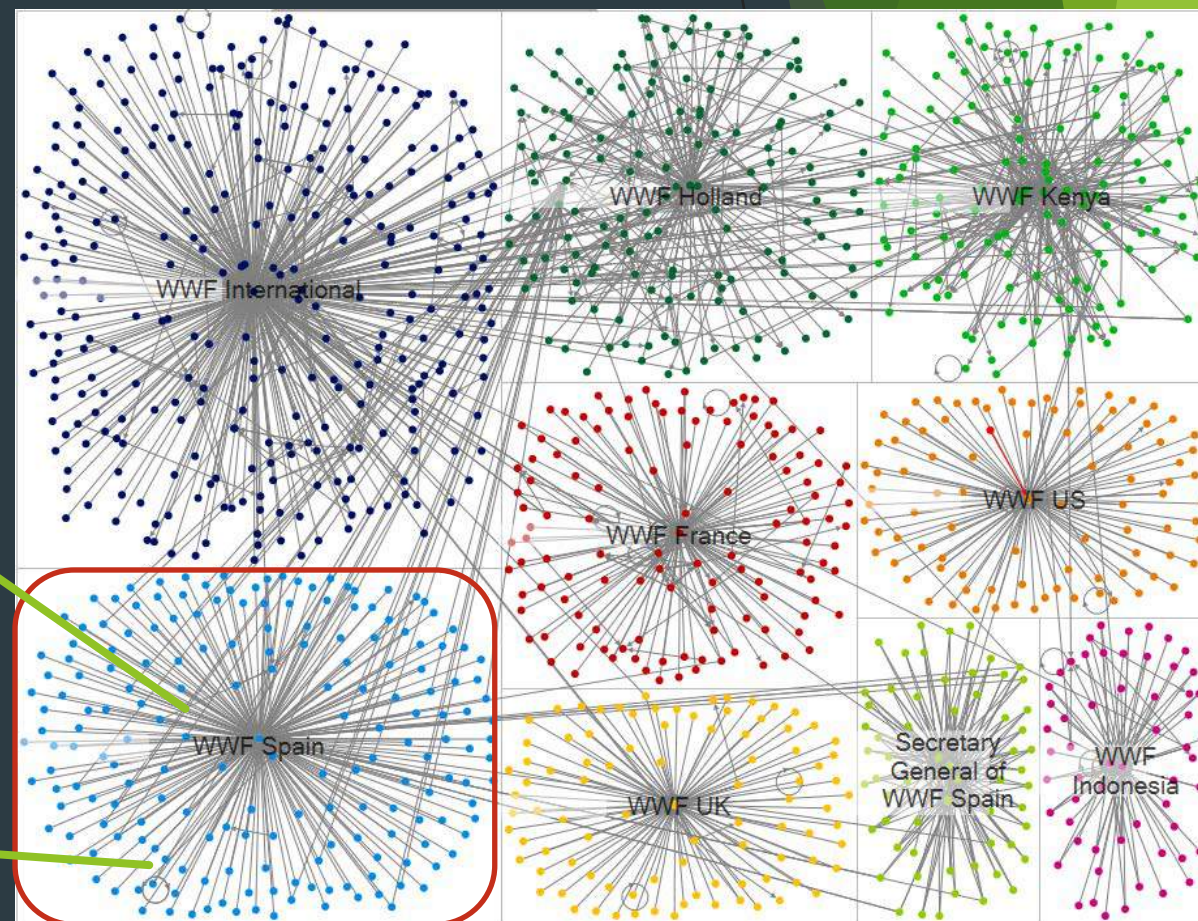 WWF International
WWF Holland
WWF Kenya
WWF France
WWF US
WWF Spain
WWF UK
Secretary
General of
WWF Spain
WWF
Indonesia